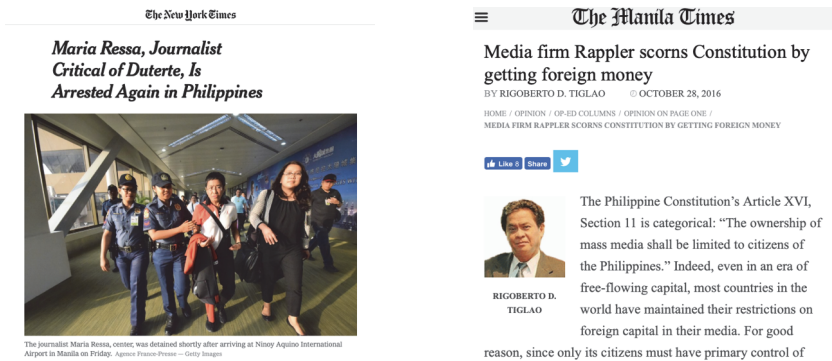 The New York Times
Maria Ressa, Journalist
Critical of Duterte, Is
Arrested Again in Philippines
The journalist Maria Ressa, center, was detained shortly after arriving at Ninoy Aquino International
Airport in Manila on Friday. Agence France-Presse — Getty Images
The Manila Times
Media firm Rappler scorns Constitution by
getting foreign money
BY RIGOBERTO D. TIGLAO OCTOBER 28, 2016
HOME / OPINION / OP-ED COLUMNS / OPINION ON PAGE ONE /
MEDIA FIRM RAPPLER SCORNS CONSTITUTION BY GETTING FOREIGN MONEY
Like 8 Share
The Philippine Constitution’s Article XVI,
Section 11 is categorical: “The ownership of
mass media shall be limited to citizens of
the Philippines.” Indeed, even in an era of
free-flowing capital, most countries in the
world have maintained their restrictions on
foreign capital in their media. For good
RIGOBERTO D.
TIGLAO
reason, since only its citizens must have primary control of